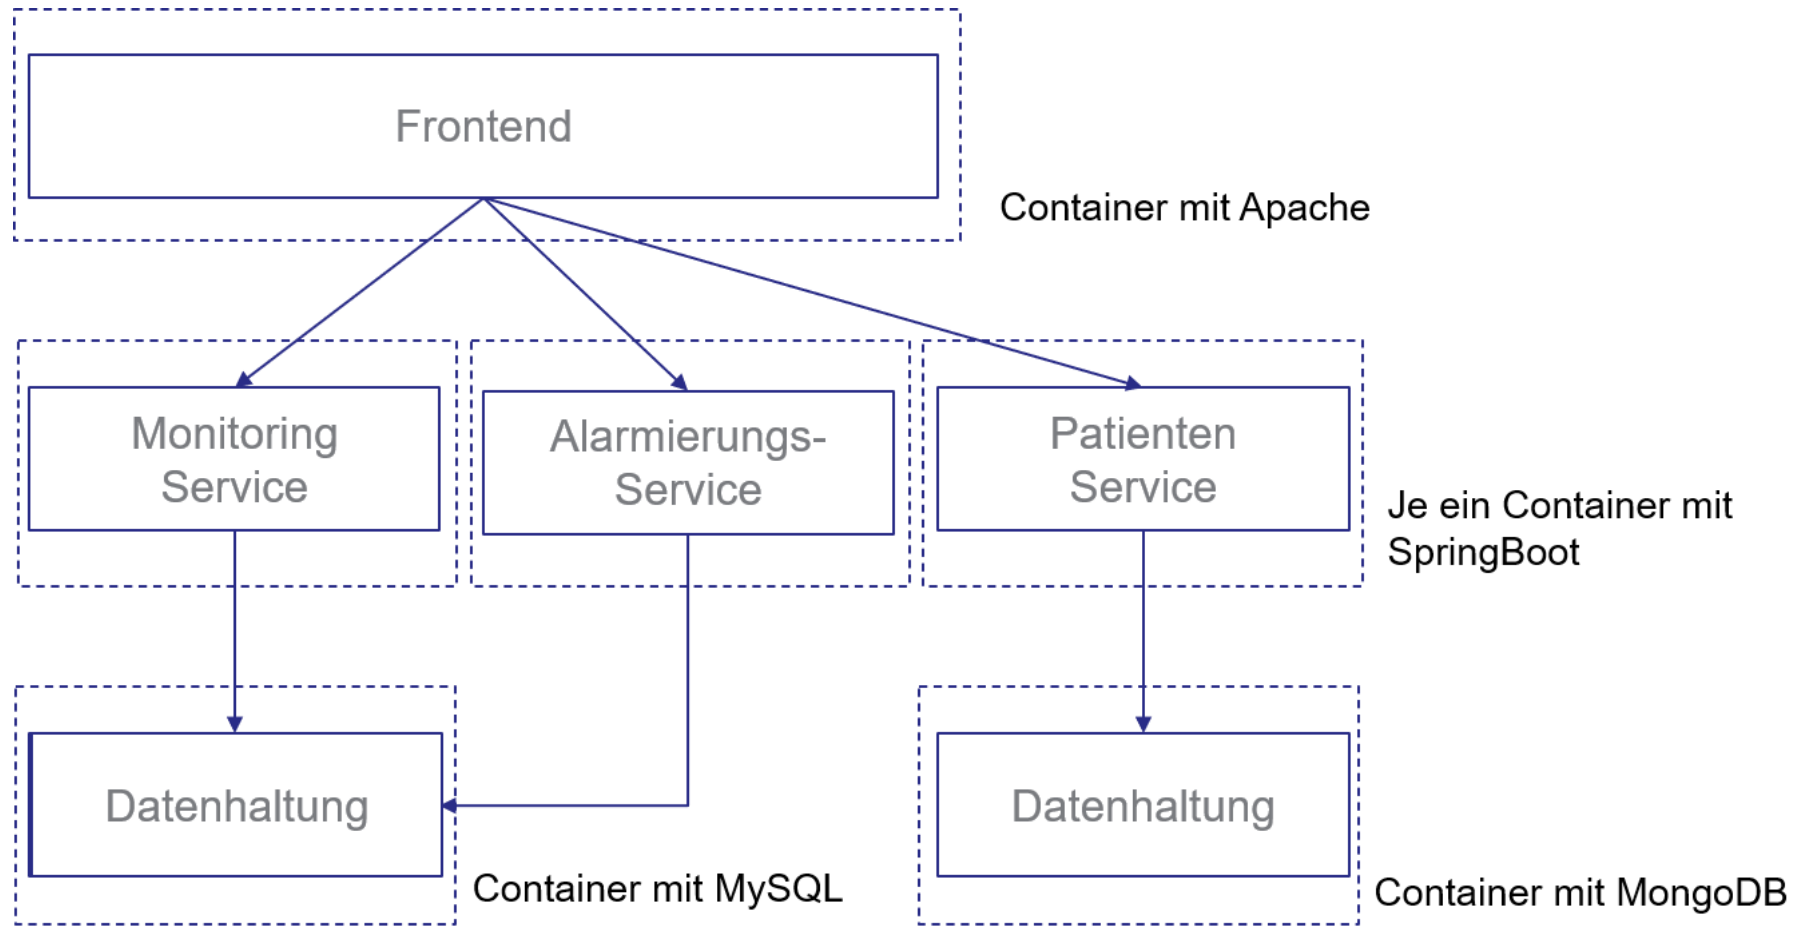 Frontend
Container mit Apache
Monitoring
Service
Alarmierungs-
Service
Patienten
Service
Je ein Container mit
SpringBoot
Datenhaltung
Container mit MySQL
Datenhaltung
Container mit MongoDB